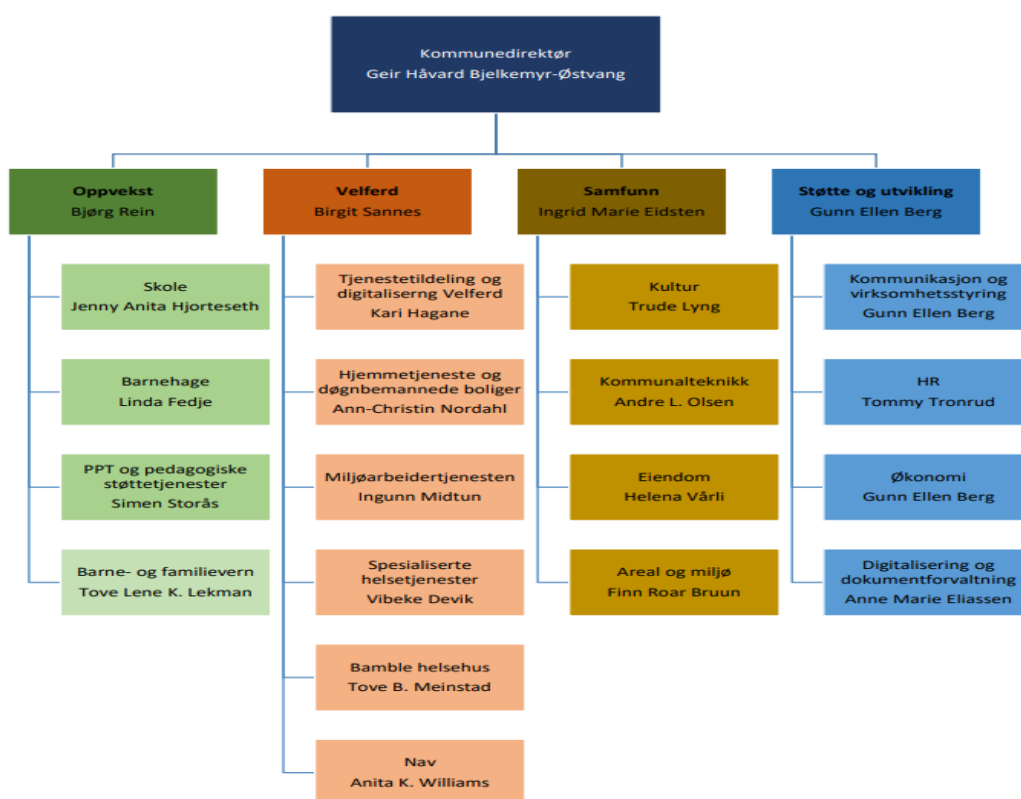 Kommunedirektør
Geir Håvard Bjelkemyr-Østvang
Oppvekst
Bjørg Rein
Skole
Jenny Anita Hjorteseth
Barnehage
Linda Fedje
PPT og pedagogiske
støttetjenester
Simen Storås
Barne- og familievern
Tove Lene K. Lekman
Velferd
Birgit Sannes
Tjenestetildeling og
digitaliserng Velferd
Kari Hagane
Hjemmetjeneste og
døgnbemannede boliger
Ann-Christin Nordahl
Miljøarbeidertjenesten
Ingunn Midtun
Spesialiserte
helsetjenester
Vibeke Devik
Bamble helsehus
Tove B. Meinstad
Nav
Anita K. Williams
Samfunn
Ingrid Marie Eidsten
Kultur
Trude Lyng
Kommunalteknikk
Andre L. Olsen
Eiendom
Helena Vårli
Areal og miljø
Finn Roar Bruun
Støtte og utvikling
Gunn Ellen Berg
Kommunikasjon og
virksomhetsstyring
Gunn Ellen Berg
HR
Tommy Tronrud
Økonomi
Gunn Ellen Berg
Digitalisering og
dokumentforvaltning
Anne Marie Eliassen